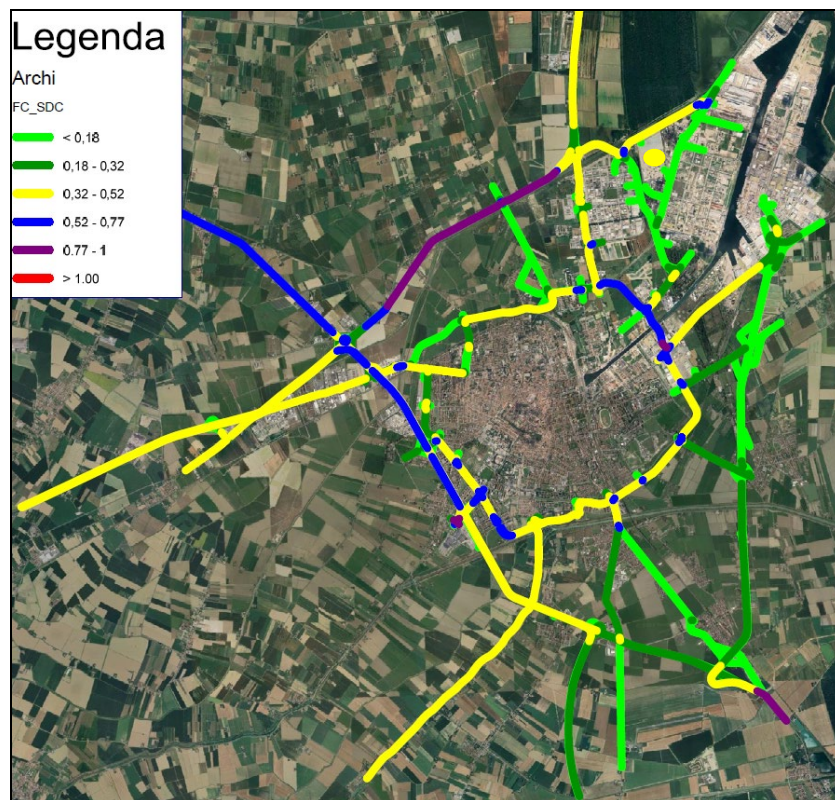 Legenda
Archi
FC_SDC
< 0,18
0,18 - 0,32
0,32 - 0,52
0,52 - 0,77
0.77 - 1
> 1.00